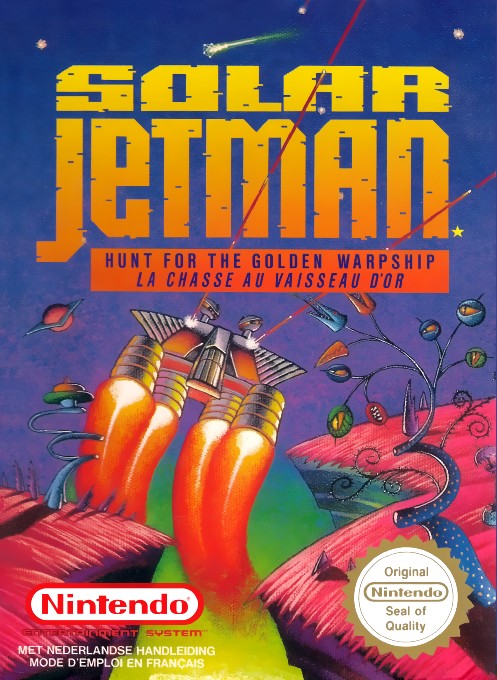 SOLAR
JETMAN
HUNT FOR THE GOLDEN WARPSHIP
LA CHASSE AU VAISSEAU D'OR
Original
Nintendo
Seal of
Quality
Nintendo®
ENTERTAINMENT SYSTEM™
MET NEDERLANDSE HANDLEIDING
MODE D'EMPLOI EN FRANÇAIS